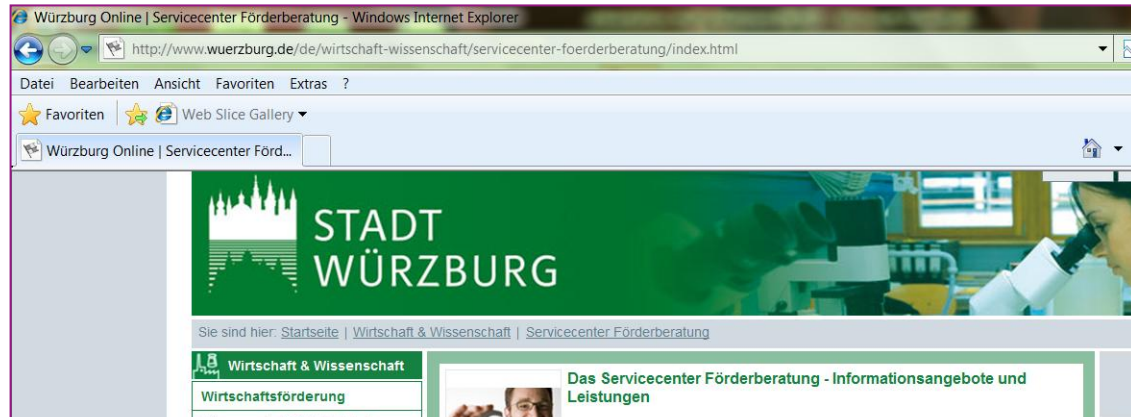 Würzburg Online | Servicecenter Förderberatung - Windows Internet Explorer
http://www.wuerzburg.de/de/wirtschaft-wissenschaft/servicecenter-foerderberatung/index.html
Datei Bearbeiten Ansicht Favoriten Extras ?
Favoriten Web Slice Gallery
Würzburg Online | Servicecenter Förd...
STADT
WÜRZBURG
Sie sind hier: Startseite | Wirtschaft & Wissenschaft | Servicecenter Förderberatung
Wirtschaft & Wissenschaft
Wirtschaftsförderung
Das Servicecenter Förderberatung - Informationsangebote und
Leistungen